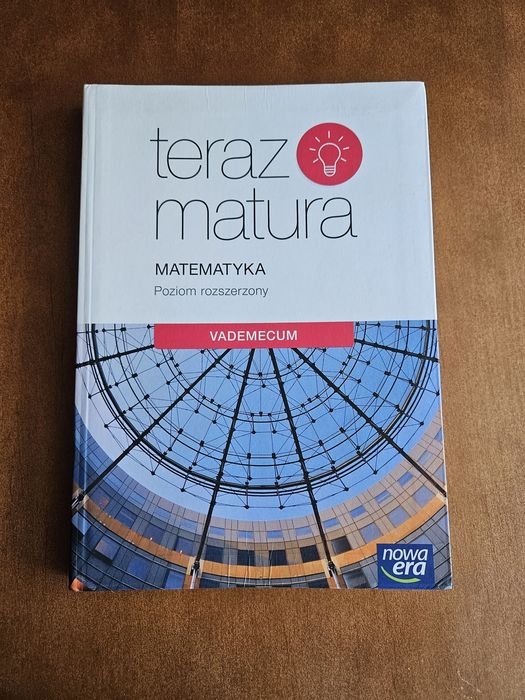 teraz
matura
MATEMATYKA
Poziom rozszerzony
VADEMECUM
nowa
era